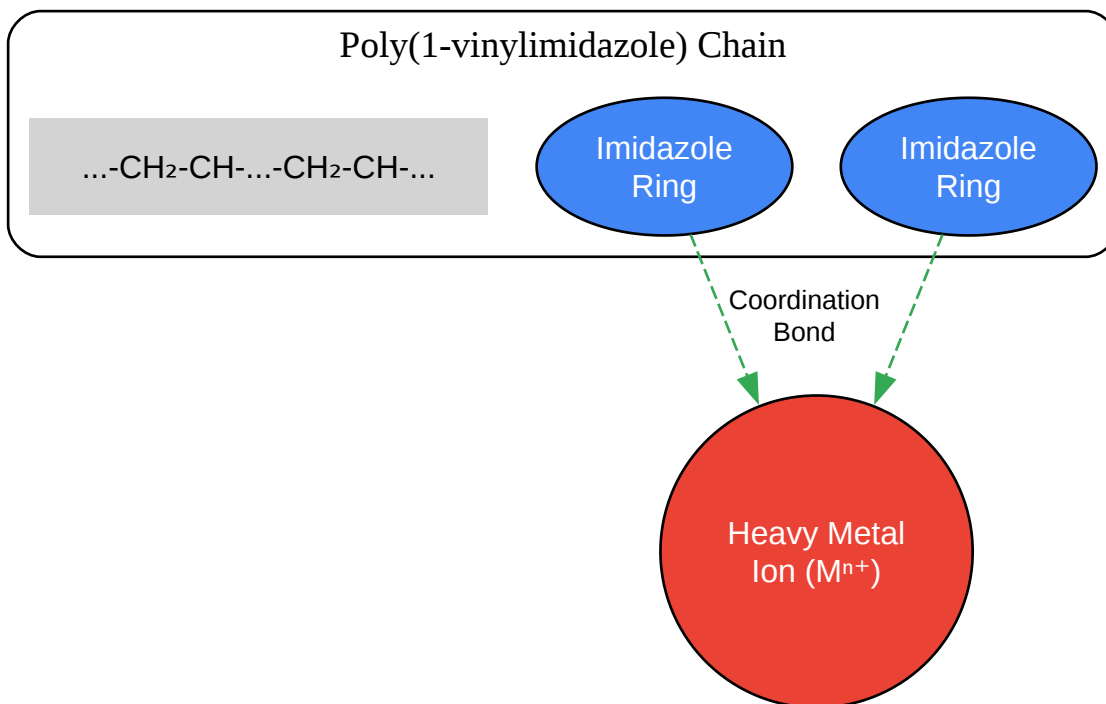 Poly(1-vinylimidazole) Chain
...-CH₂-CH-...-CH₂-CH-...
Imidazole
Ring
Imidazole
Ring
Coordination
Bond
Heavy Metal
Ion (Mⁿ⁺)